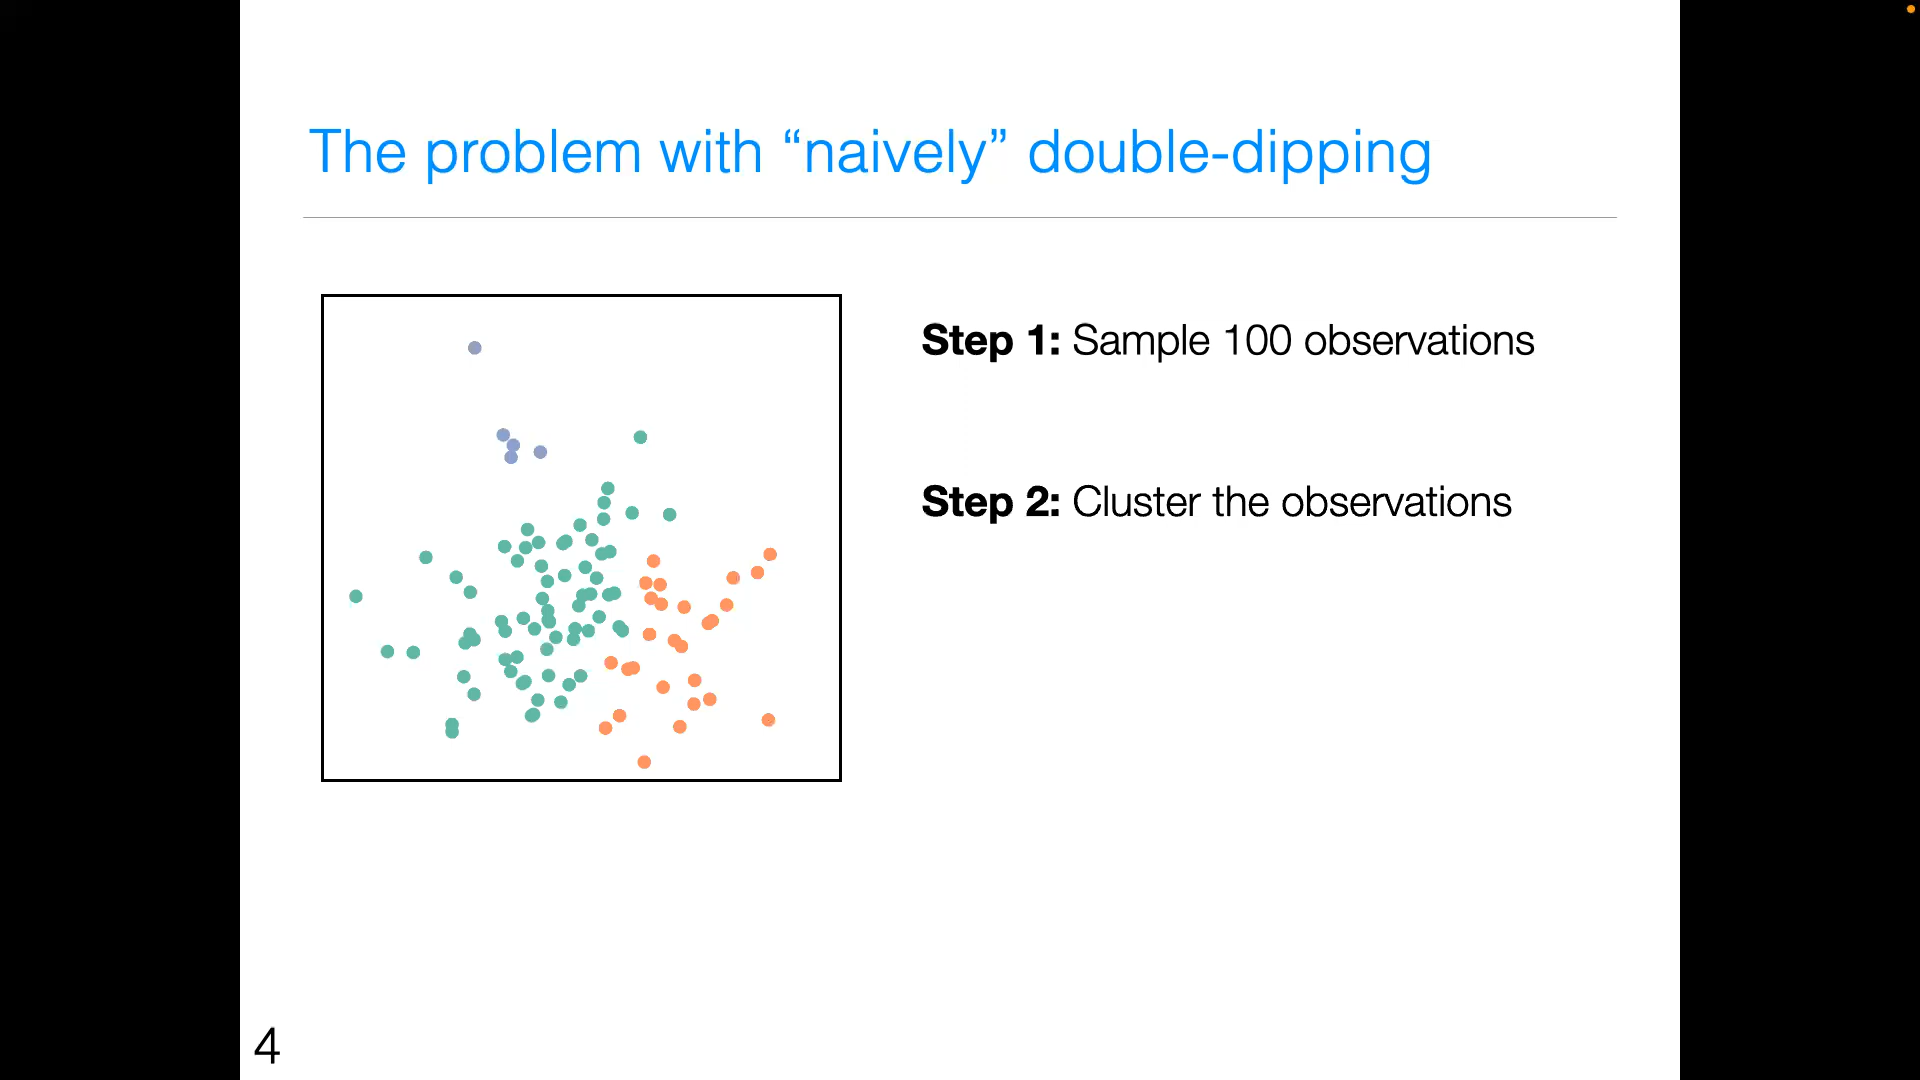 The problem with “naively” double-dipping
Step 1: Sample 100 observations
Step 2: Cluster the observations
4